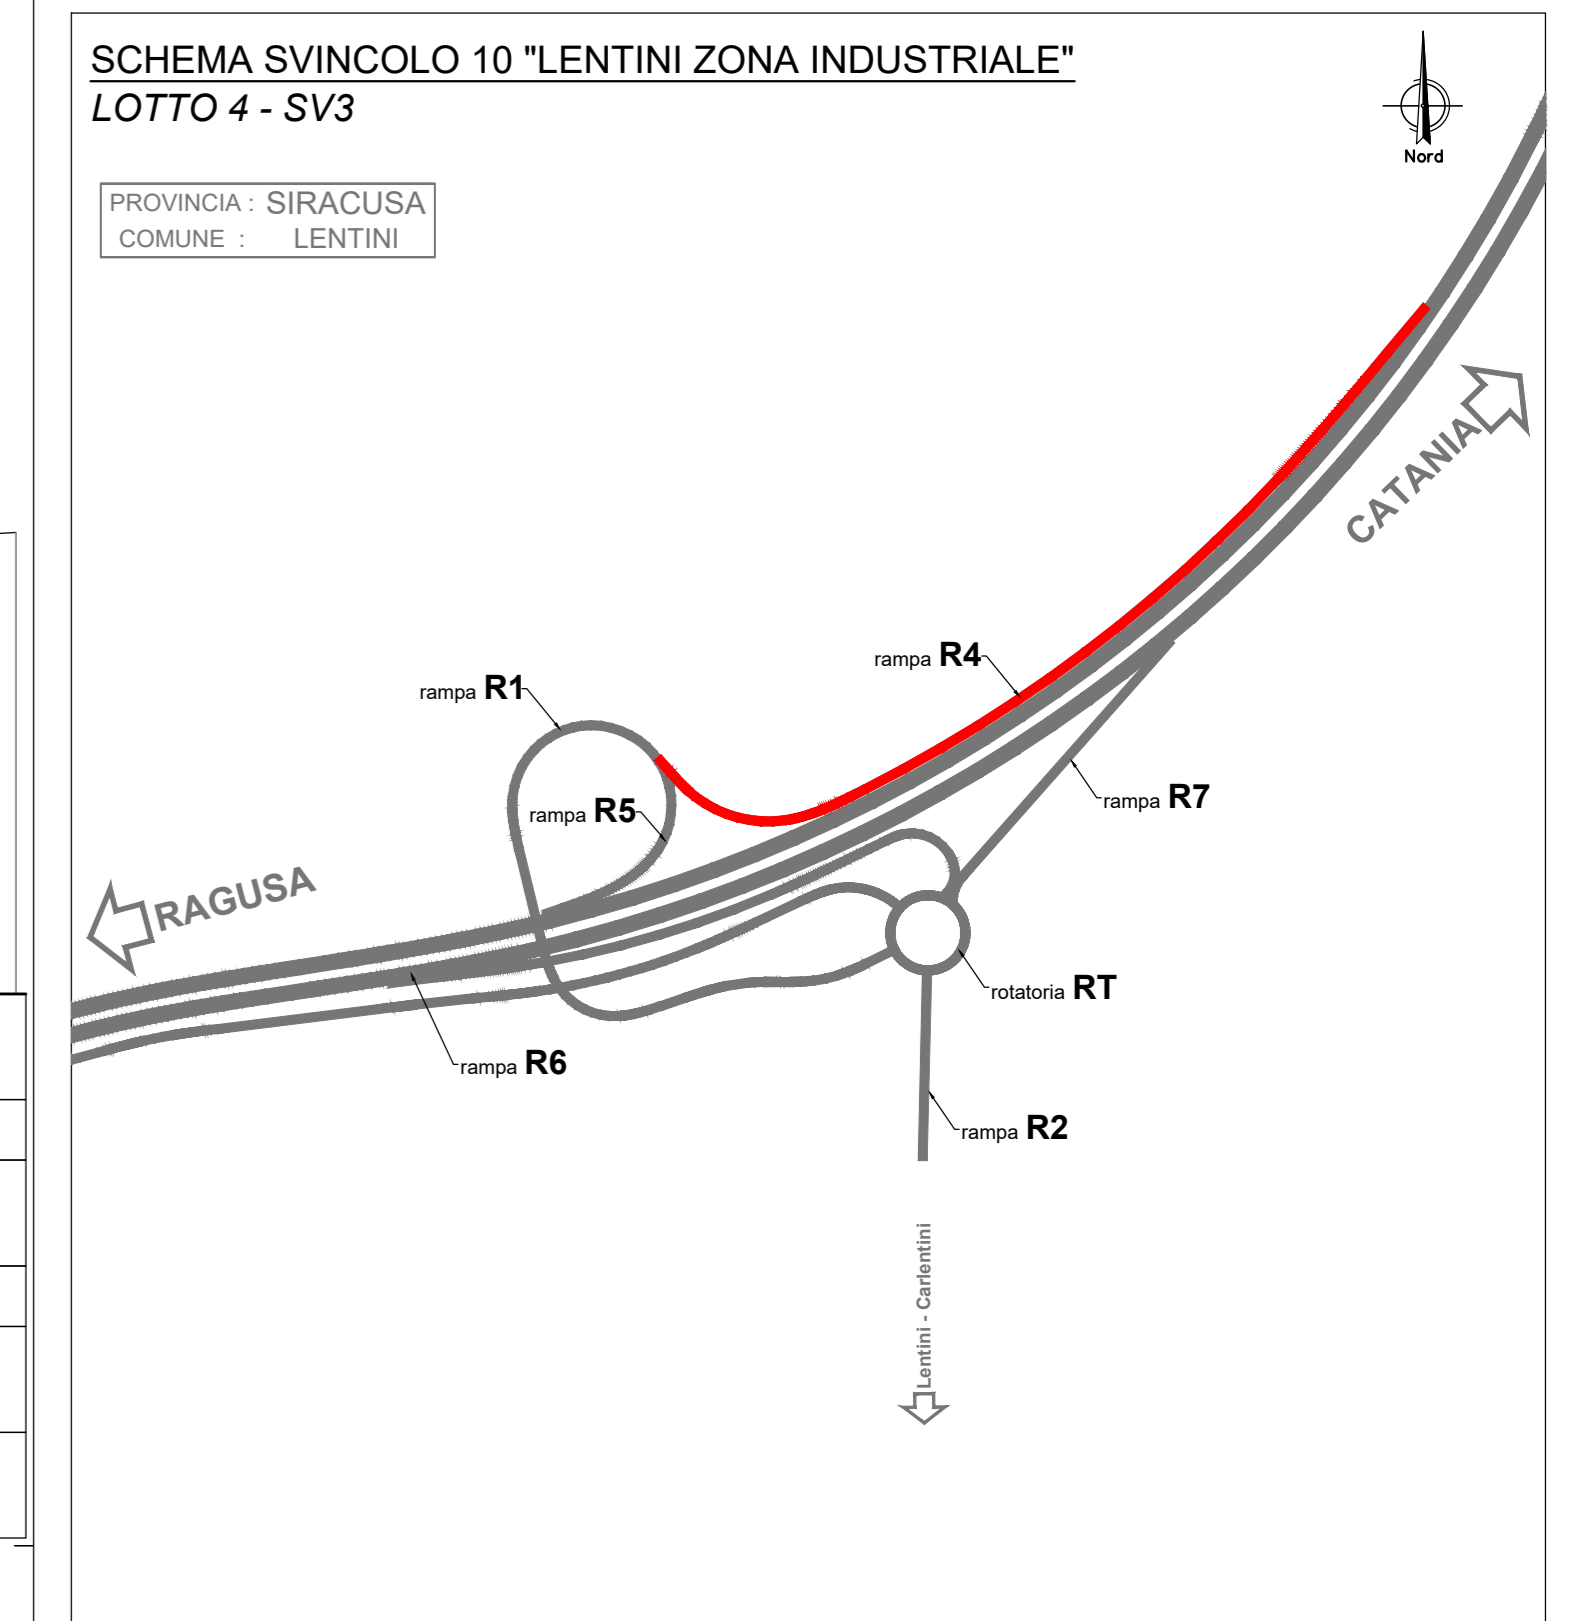 SCHEMA SVINCOLO 10 "LENTINI ZONA INDUSTRIALE"
LOTTO 4 - SV3
Nord
PROVINCIA : SIRACUSA
COMUNE : LENTINI
CATANIA
rampa R4
rampa R1
rampa R7
rampa R5
RAGUSA
rotatoria RT
rampa R6
rampa R2
Lentini - Carlentini